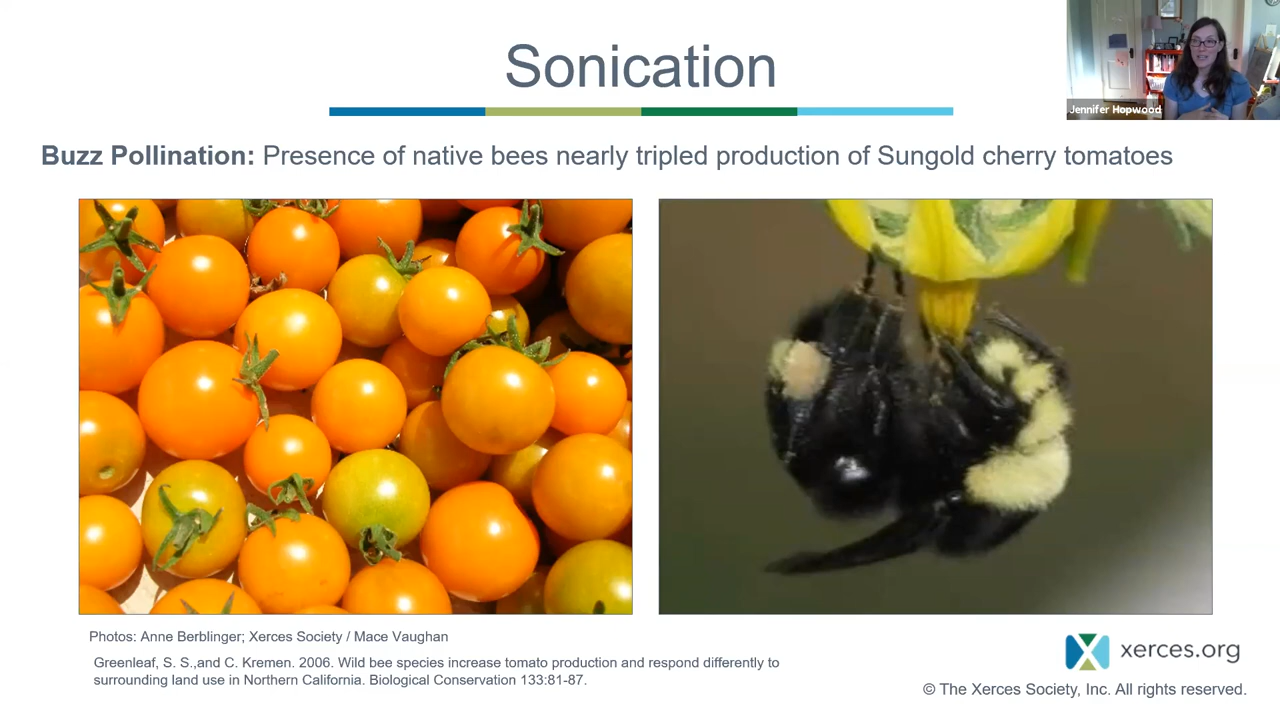 Sonication
Jennifer Hopwood
Buzz Pollination: Presence of native bees nearly tripled production of Sungold cherry tomatoes
Photos: Anne Berblinger; Xerces Society / Mace Vaughan
Greenleaf, S. S.,and C. Kremen. 2006. Wild bee species increase tomato production and respond differently to
surrounding land use in Northern California. Biological Conservation 133:81-87.
xerces.org
© The Xerces Society, Inc. All rights reserved.